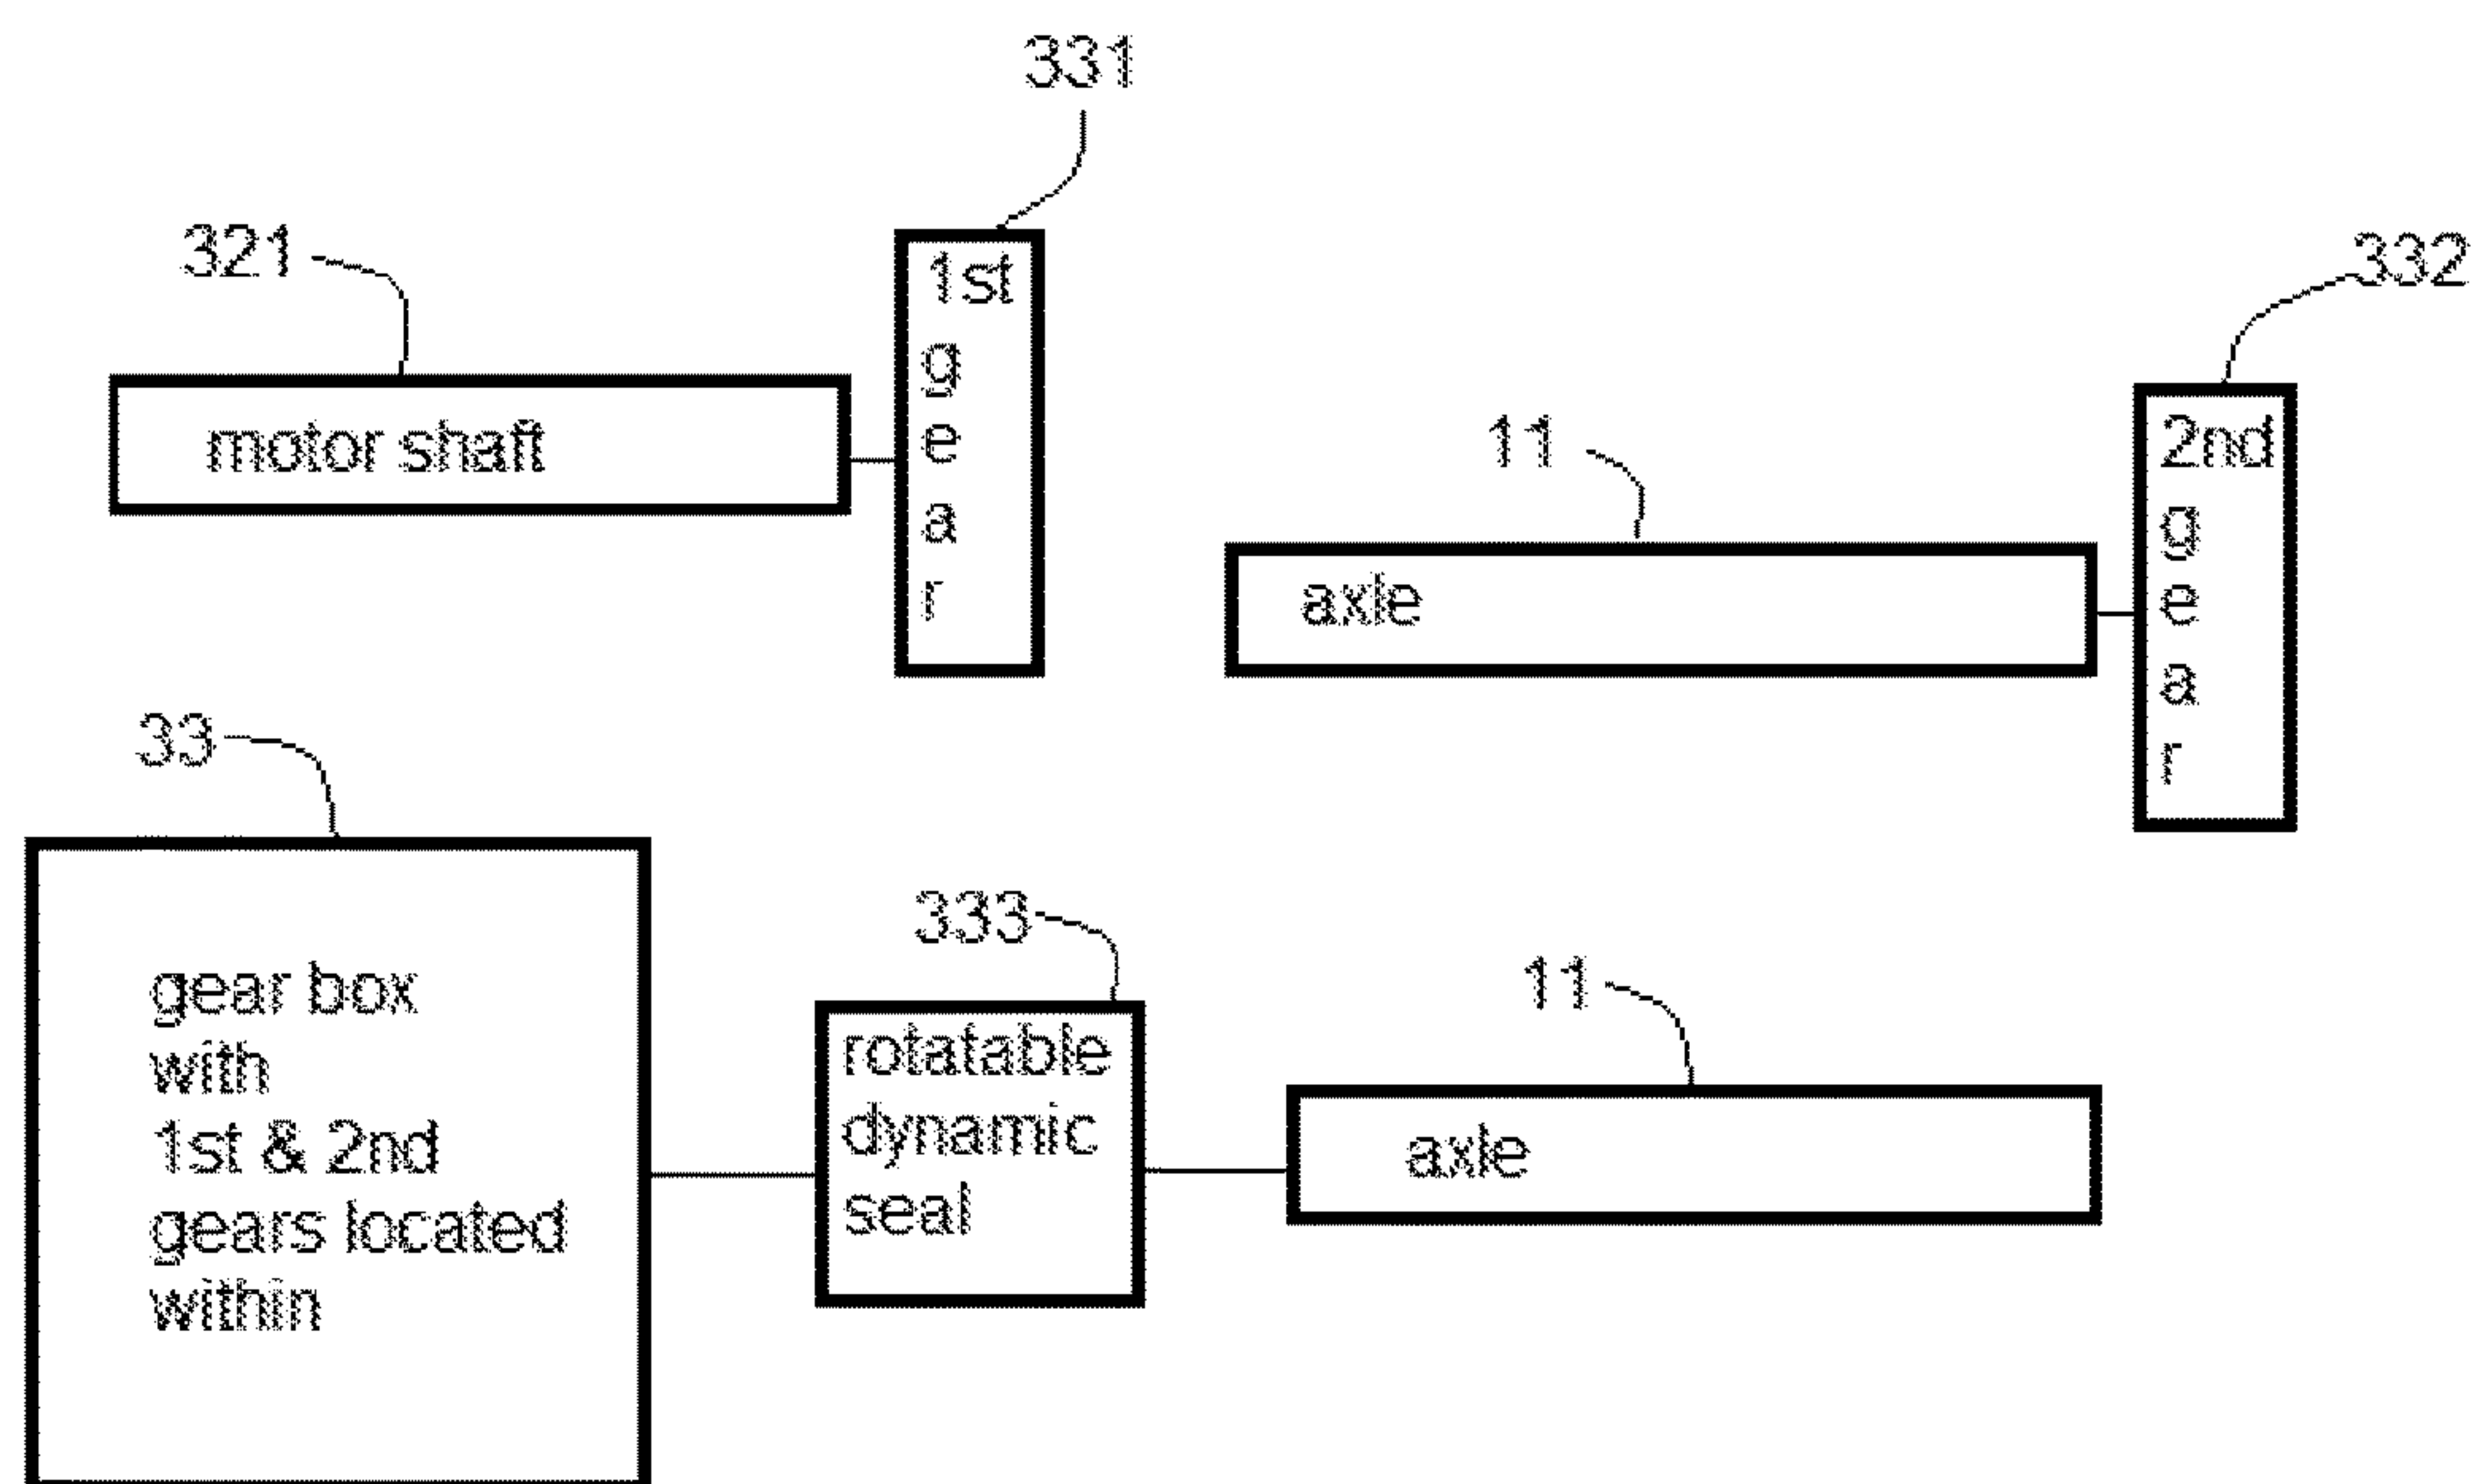 331
321
332
1st
g
e
a
r
motor shaft
11
2nd
g
e
a
r
axle
33
333
11
gear box
with
1st & 2nd
gears located
within
rotatable
dynamic
seal
axle